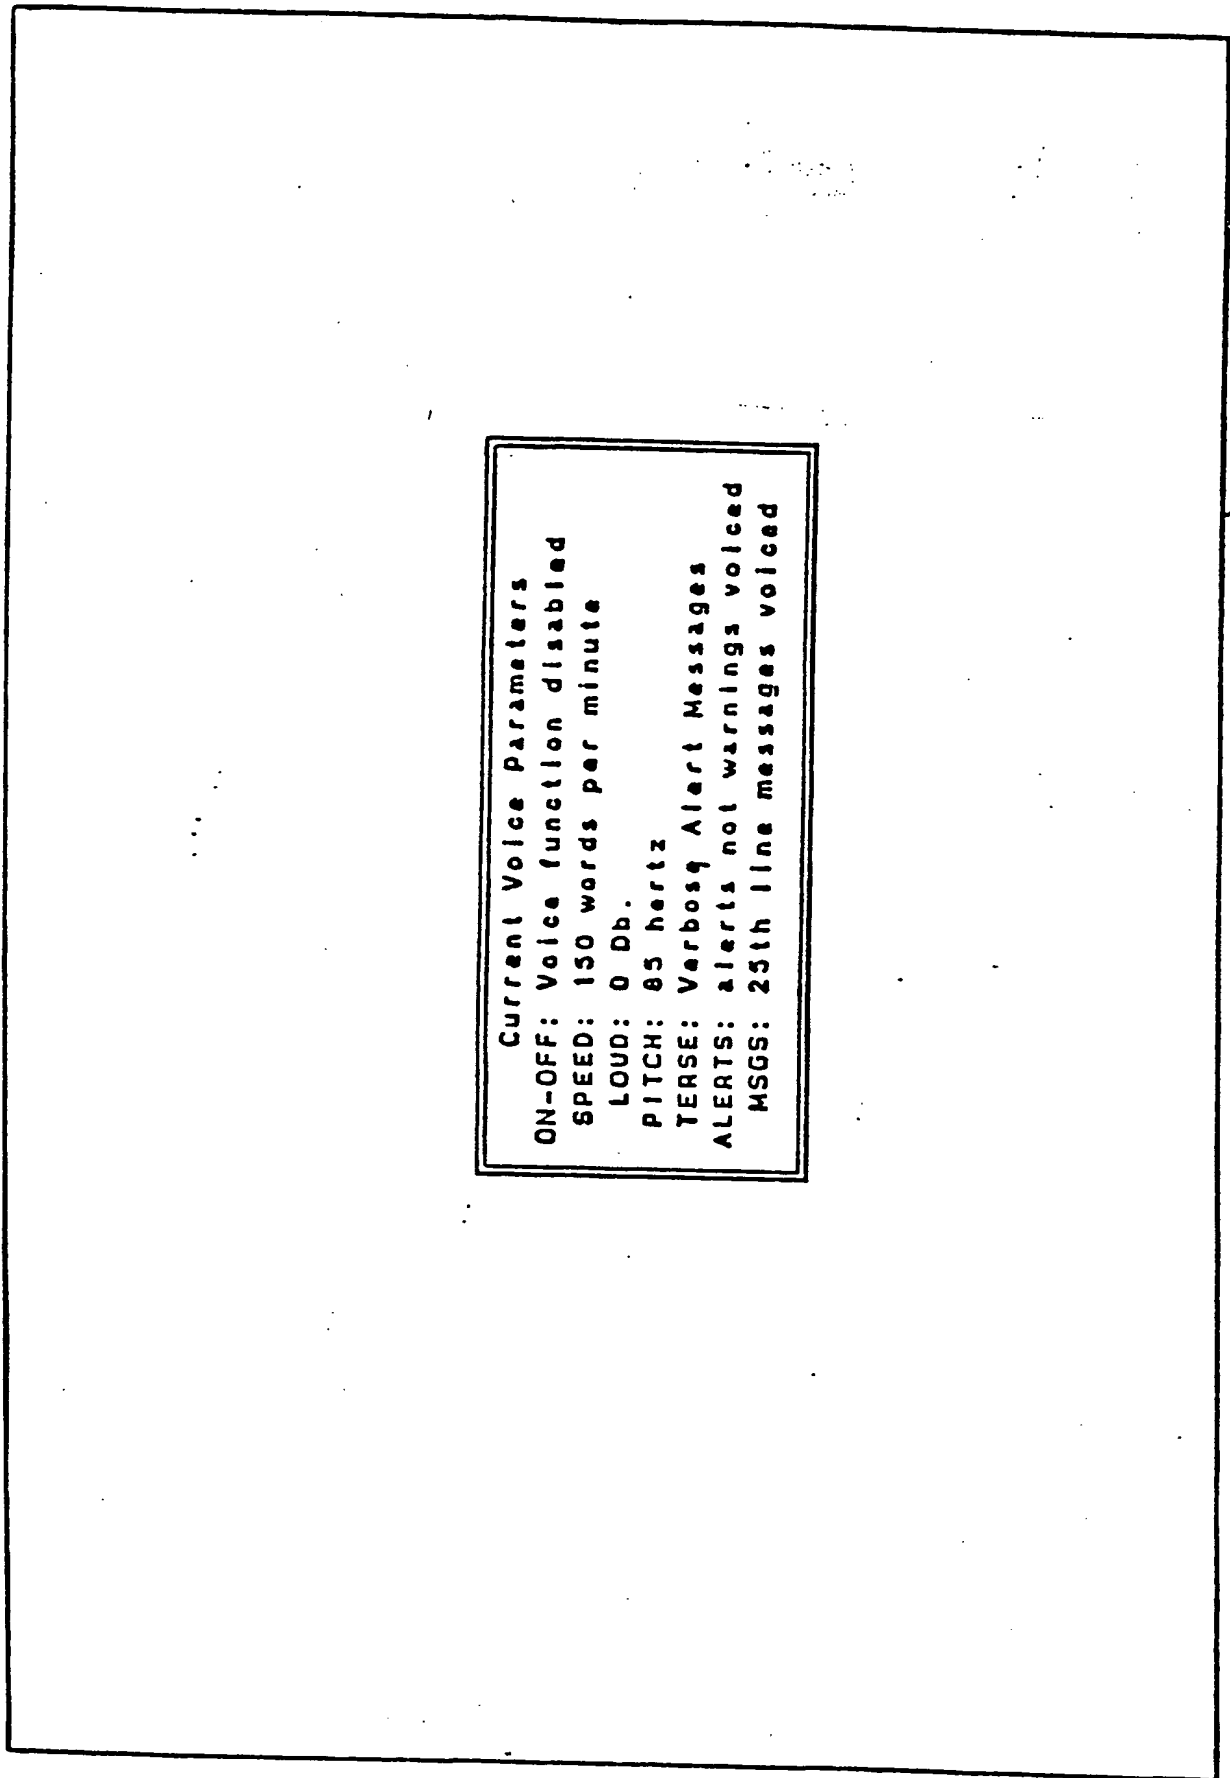 Current Voice Parameters
ON-OFF: Voice function disabled
SPEED: 150 words per minute
LOUD: 0 Db.
PITCH: 85 hertz
TERSE: Verbosq Alert Messages
ALERTS: alerts not warnings voiced
MSGS: 25th line messages voiced